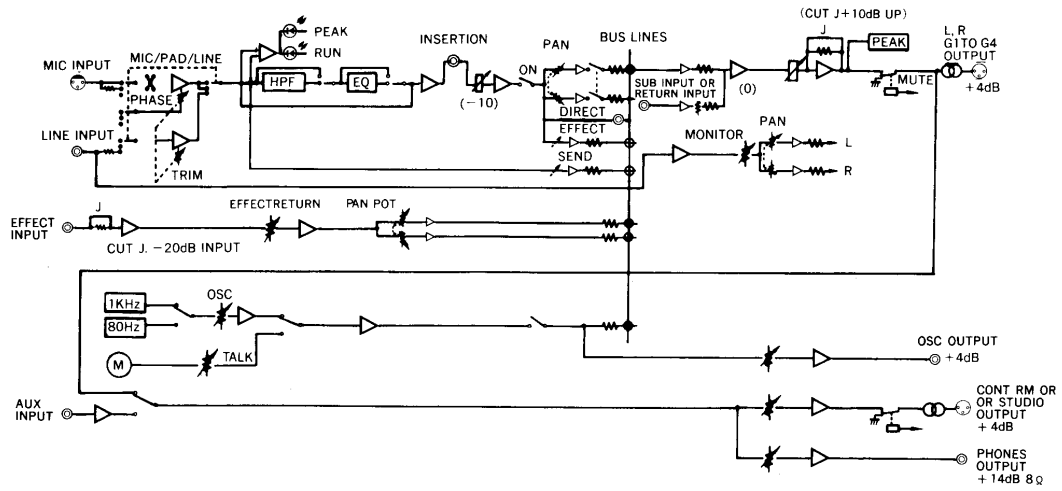 (CUT J+10dB UP)
J
PEAK
L, R
G1TO G4
OUTPUT
+4dB
MUTE
PEAK
RUN
MIC/PAD/LINE
INSERTION
PAN
BUS LINES
MIC INPUT
PHASE
HPF
EQ
(-10)
ON
DIRECT
EFFECT
SEND
SUB INPUT OR
RETURN INPUT
(0)
LINE INPUT
TRIM
MONITOR
PAN
L
R
J
EFFECT
INPUT
CUT J. -20dB INPUT
EFFECTRETURN
PAN POT
1KHz
80Hz
OSC
M
TALK
OSC OUTPUT
+4dB
AUX
INPUT
CONT RM OR
OR STUDIO
OUTPUT
+ 4dB
PHONES
OUTPUT
+ 14dB 8Ω